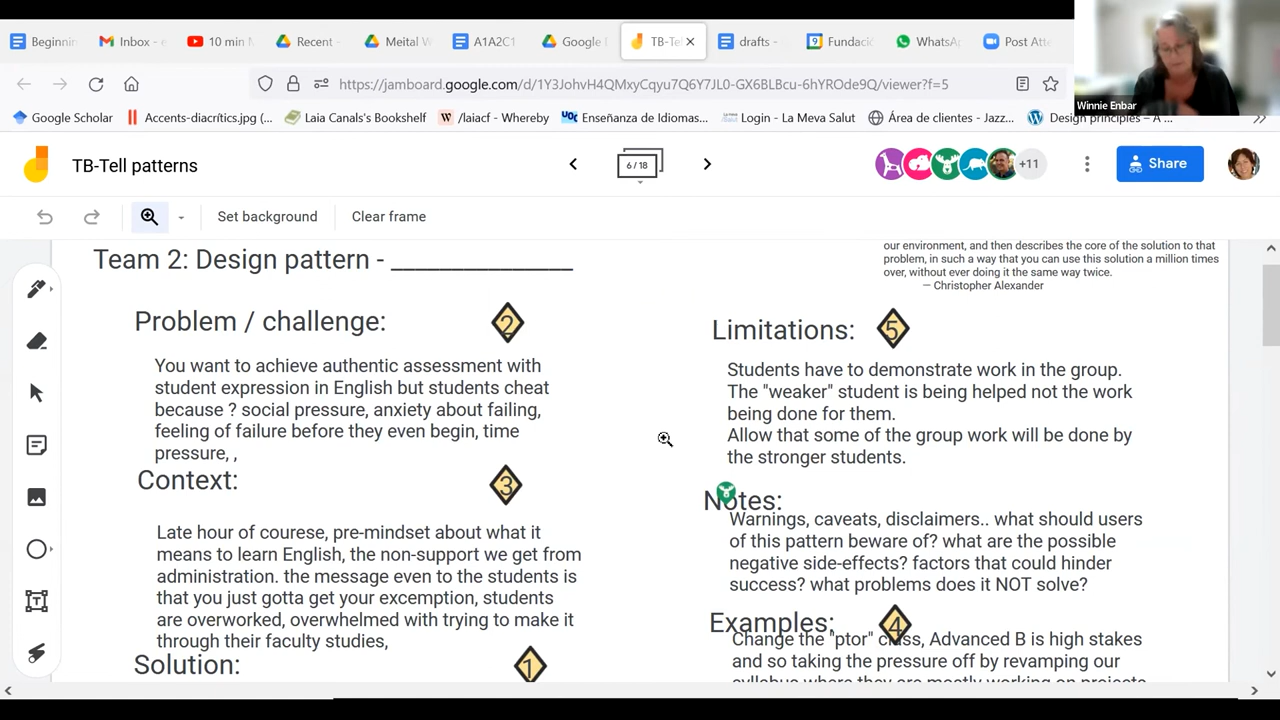 Beginnin
Inbox - e
10 min M
Recent -
Meital W
A1A2C1
Google D
TB-Tel
drafts -
Fundació
WhatsA
Post Atte
https://jamboard.google.com/d/1Y3JohvH4QMxyCqyu7Q6Y7JL0-GX6BLBcu-6hYROde9Q/viewer?f=5
Winnie Enbar
Google Scholar
Accents-diacrítics.jpg (...
Laia Canals's Bookshelf
/laiacf - Whereby
UOC
Enseñanza de Idiomas...
Login - La Meva Salut
Área de clientes - Jazz...
Design principles – A ...
TB-Tell patterns
6 / 18
+11
Share
Set background
Clear frame
our environment, and then describes the core of the solution to that
problem, in such a way that you can use this solution a million times
over, without ever doing it the same way twice.
— Christopher Alexander
Team 2: Design pattern - _______________
Problem / challenge:
2
You want to achieve authentic assessment with
student expression in English but students cheat
because ? social pressure, anxiety about failing,
feeling of failure before they even begin, time
pressure, ,
Context:
3
Late hour of courese, pre-mindset about what it
means to learn English, the non-support we get from
administration. the message even to the students is
that you just gotta get your excemption, students
are overworked, overwhelmed with trying to make it
through their faculty studies,
Solution:
1
Limitations:
5
Students have to demonstrate work in the group.
The "weaker" student is being helped not the work
being done for them.
Allow that some of the group work will be done by
the stronger students.
Notes:
Warnings, caveats, disclaimers.. what should users
of this pattern beware of? what are the possible
negative side-effects? factors that could hinder
success? what problems does it NOT solve?
Examples:
4
Change the "ptor" class, Advanced B is high stakes
and so taking the pressure off by revamping our
syllabus where they are mostly working on projects